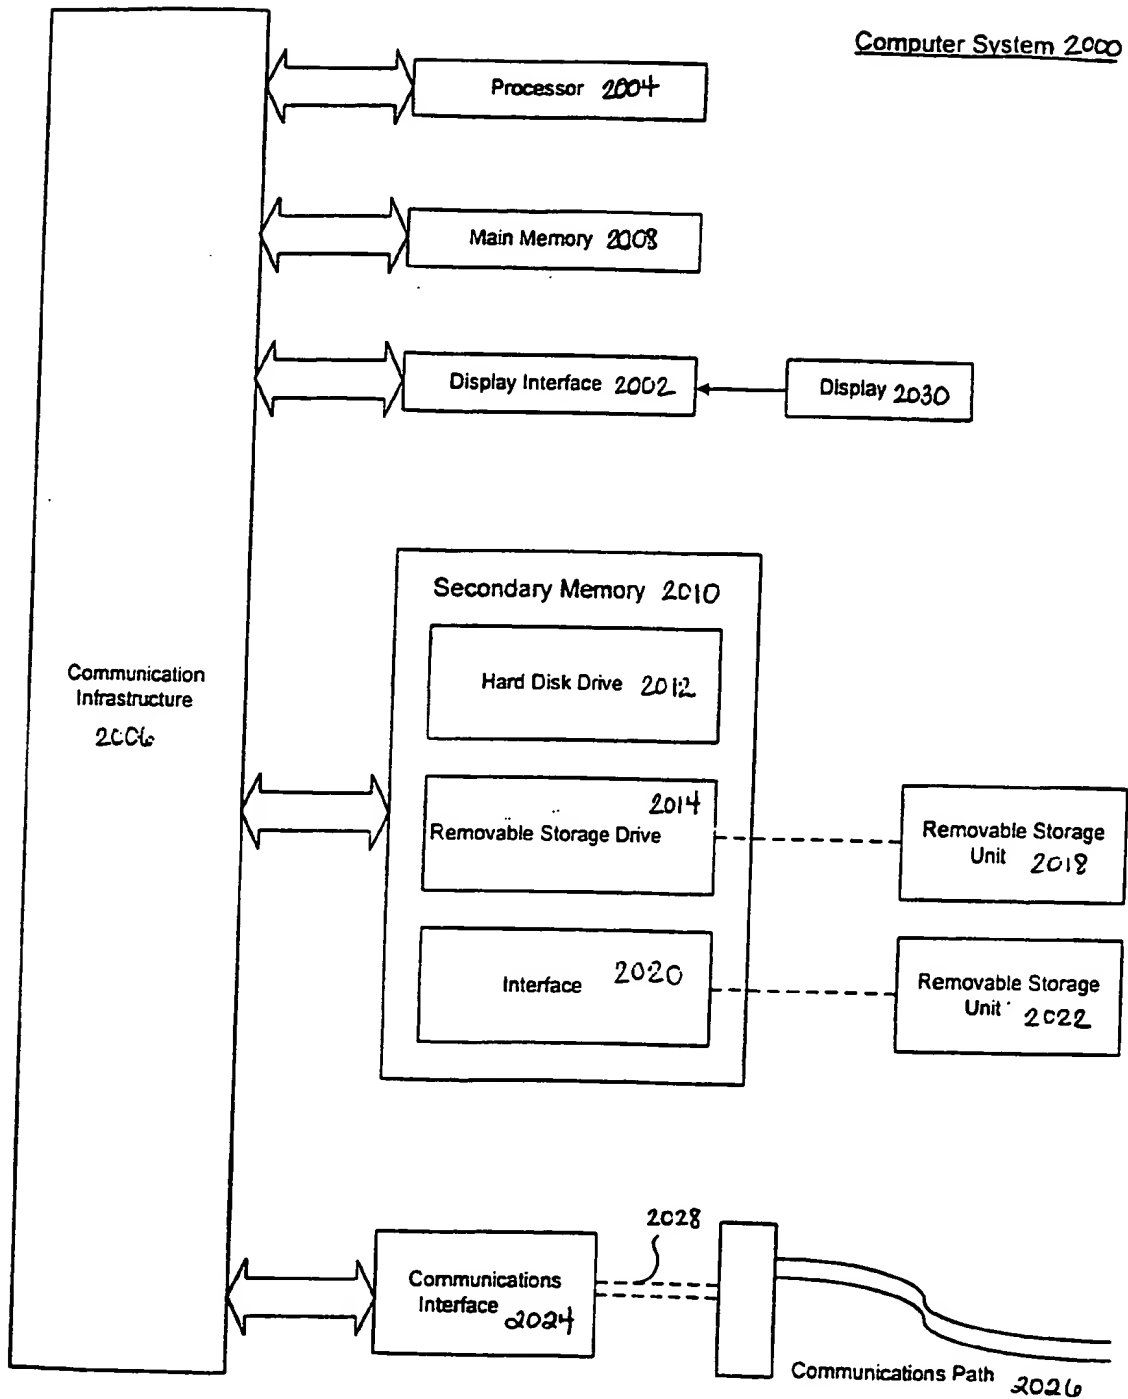 Computer System 2000
Processor 2004
Main Memory 2008
Display Interface 2002
Display 2030
Secondary Memory 2010
Hard Disk Drive 2012
Communication
Infrastructure
2006
2014
Removable Storage Drive
Removable Storage
Unit 2018
Interface 2020
Removable Storage
Unit 2022
2028
Communications
Interface
2024
Communications Path 2026